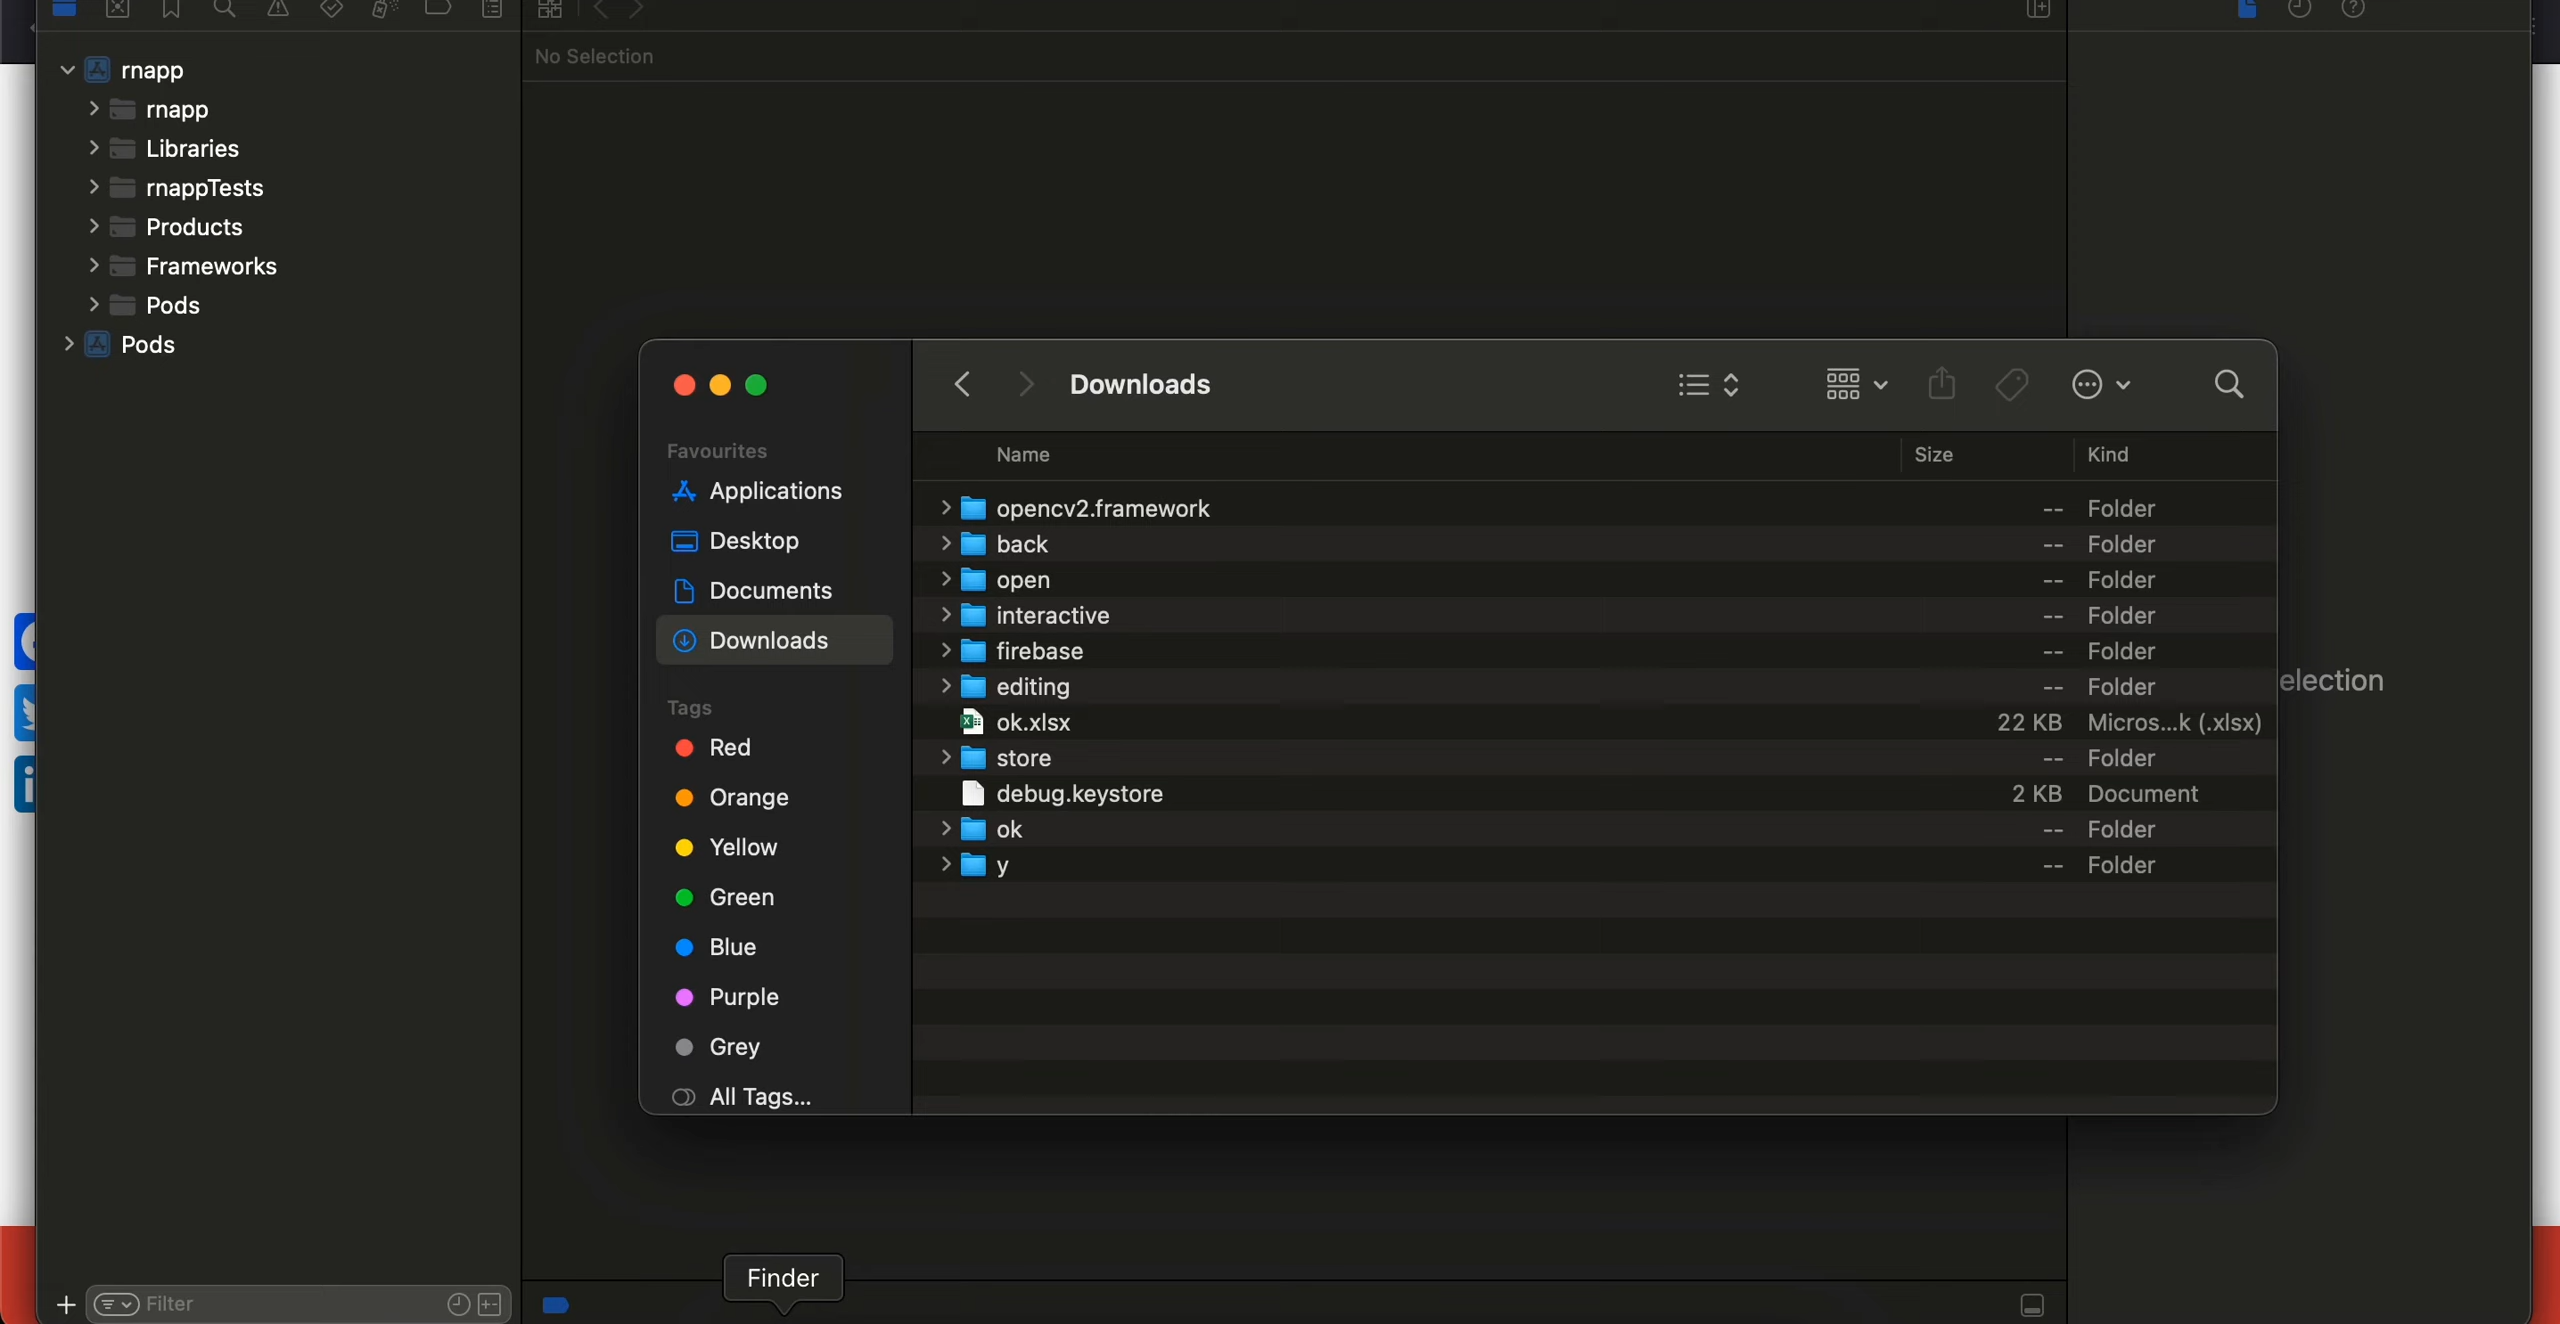 No Selection
rnapp
rnapp
Libraries
rnappTests
Products
Frameworks
Pods
Pods
Downloads
Favourites
Applications
Desktop
Documents
Downloads
Tags
Red
Orange
Yellow
Green
Blue
Purple
Grey
All Tags...
Name Size Kind
opencv2.framework -- Folder
back -- Folder
open -- Folder
interactive -- Folder
firebase -- Folder
editing -- Folder
ok.xlsx 22 KB Micros...k (.xlsx)
store -- Folder
debug.keystore 2 KB Document
ok -- Folder
y -- Folder
election
Finder
Filter